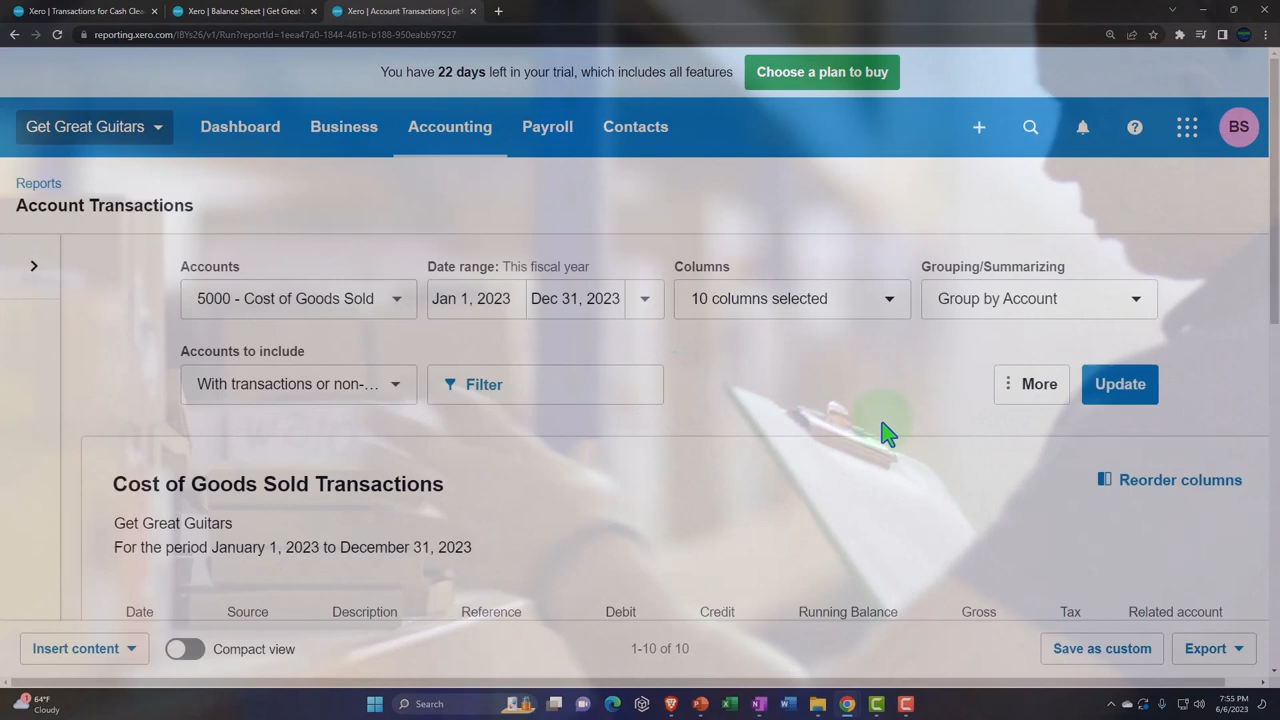 Xero | Transactions for Cash Clea
Xero | Balance Sheet | Get Great
Xero | Account Transactions | Get
reporting.xero.com/!BYs26/v1/Run?reportId=1eea47a0-1844-461b-b188-950eabb97527
You have 22 days left in your trial, which includes all features
Choose a plan to buy
Get Great Guitars
Dashboard
Business
Accounting
Payroll
Contacts
BS
Reports
Account Transactions
Accounts
Date range: This fiscal year
Columns
Grouping/Summarizing
5000 - Cost of Goods Sold
Jan 1, 2023
Dec 31, 2023
10 columns selected
Group by Account
Accounts to include
With transactions or non-...
Filter
More
Update
Cost of Goods Sold Transactions
Reorder columns
Get Great Guitars
For the period January 1, 2023 to December 31, 2023
Date Source Description Reference Debit Credit Running Balance Gross Tax Related account
Insert content
Compact view
1-10 of 10
Save as custom
Export
64°F
Cloudy
Search
7:55 PM
6/6/2023